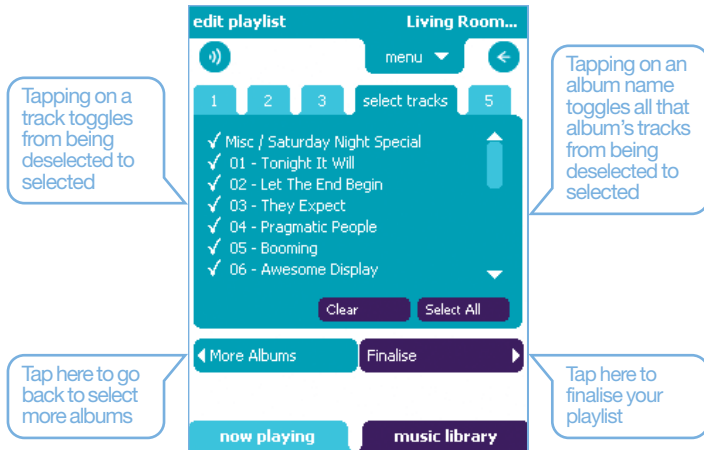 edit playlist Living Room...
menu
1 2 3 select tracks 5
Tapping on a
track toggles
from being
deselected to
selected
Misc / Saturday Night Special
01 - Tonight It Will
02 - Let The End Begin
03 - They Expect
04 - Pragmatic People
05 - Booming
06 - Awesome Display
Clear Select All
Tapping on an
album name
toggles all that
album's tracks
from being
deselected to
selected
More Albums Finalise
Tap here to go
back to select
more albums
Tap here to
finalise your
playlist
now playing music library